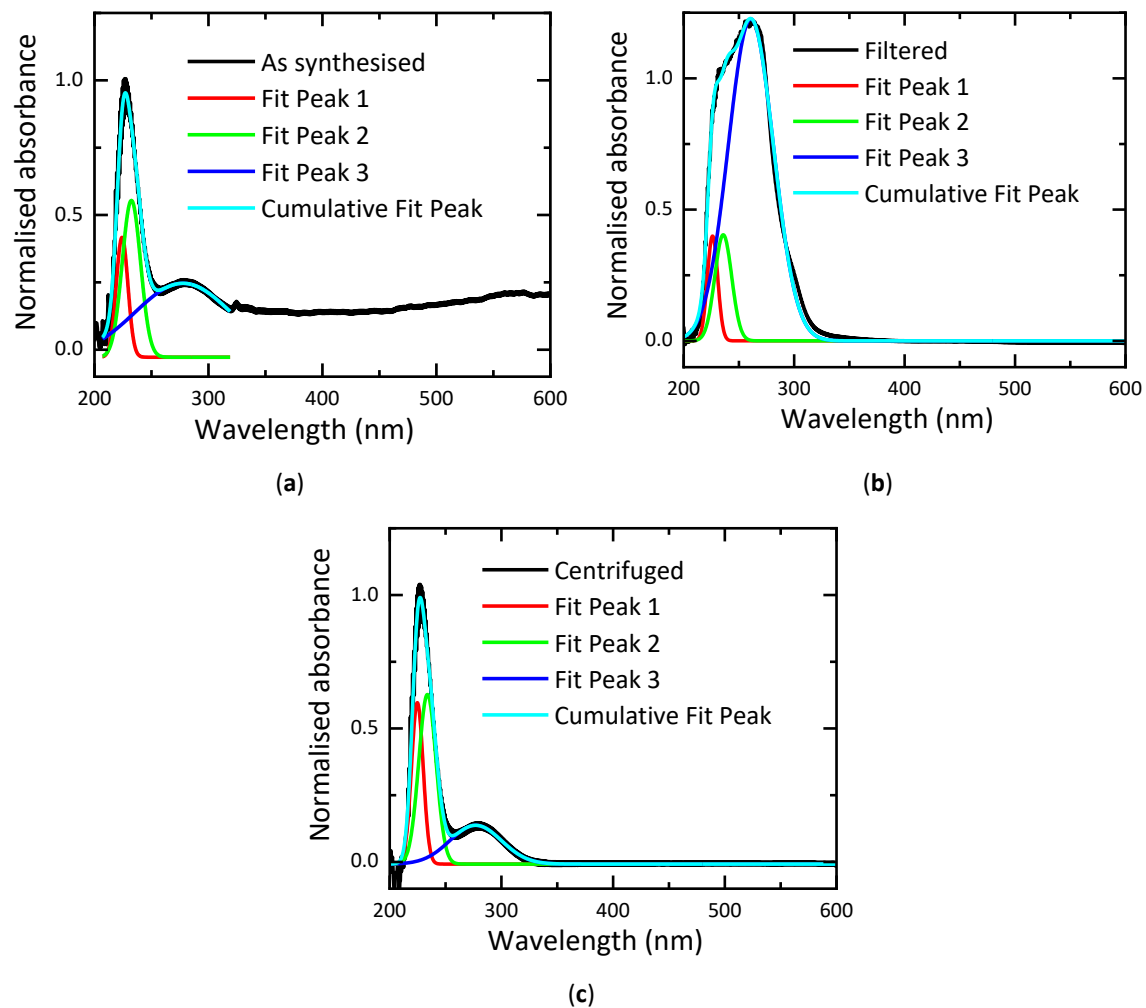 Normalised absorbance
1.0
0.5
0.0
As synthesised
Fit Peak 1
Fit Peak 2
Fit Peak 3
Cumulative Fit Peak
200 300 400 500 600
Wavelength (nm)
(a)
Normalised absorbance
1.0
0.5
0.0
Filtered
Fit Peak 1
Fit Peak 2
Fit Peak 3
Cumulative Fit Peak
200 300 400 500 600
Wavelength (nm)
(b)
Normalised absorbance
1.0
0.5
0.0
Centrifuged
Fit Peak 1
Fit Peak 2
Fit Peak 3
Cumulative Fit Peak
200 300 400 500 600
Wavelength (nm)
(c)